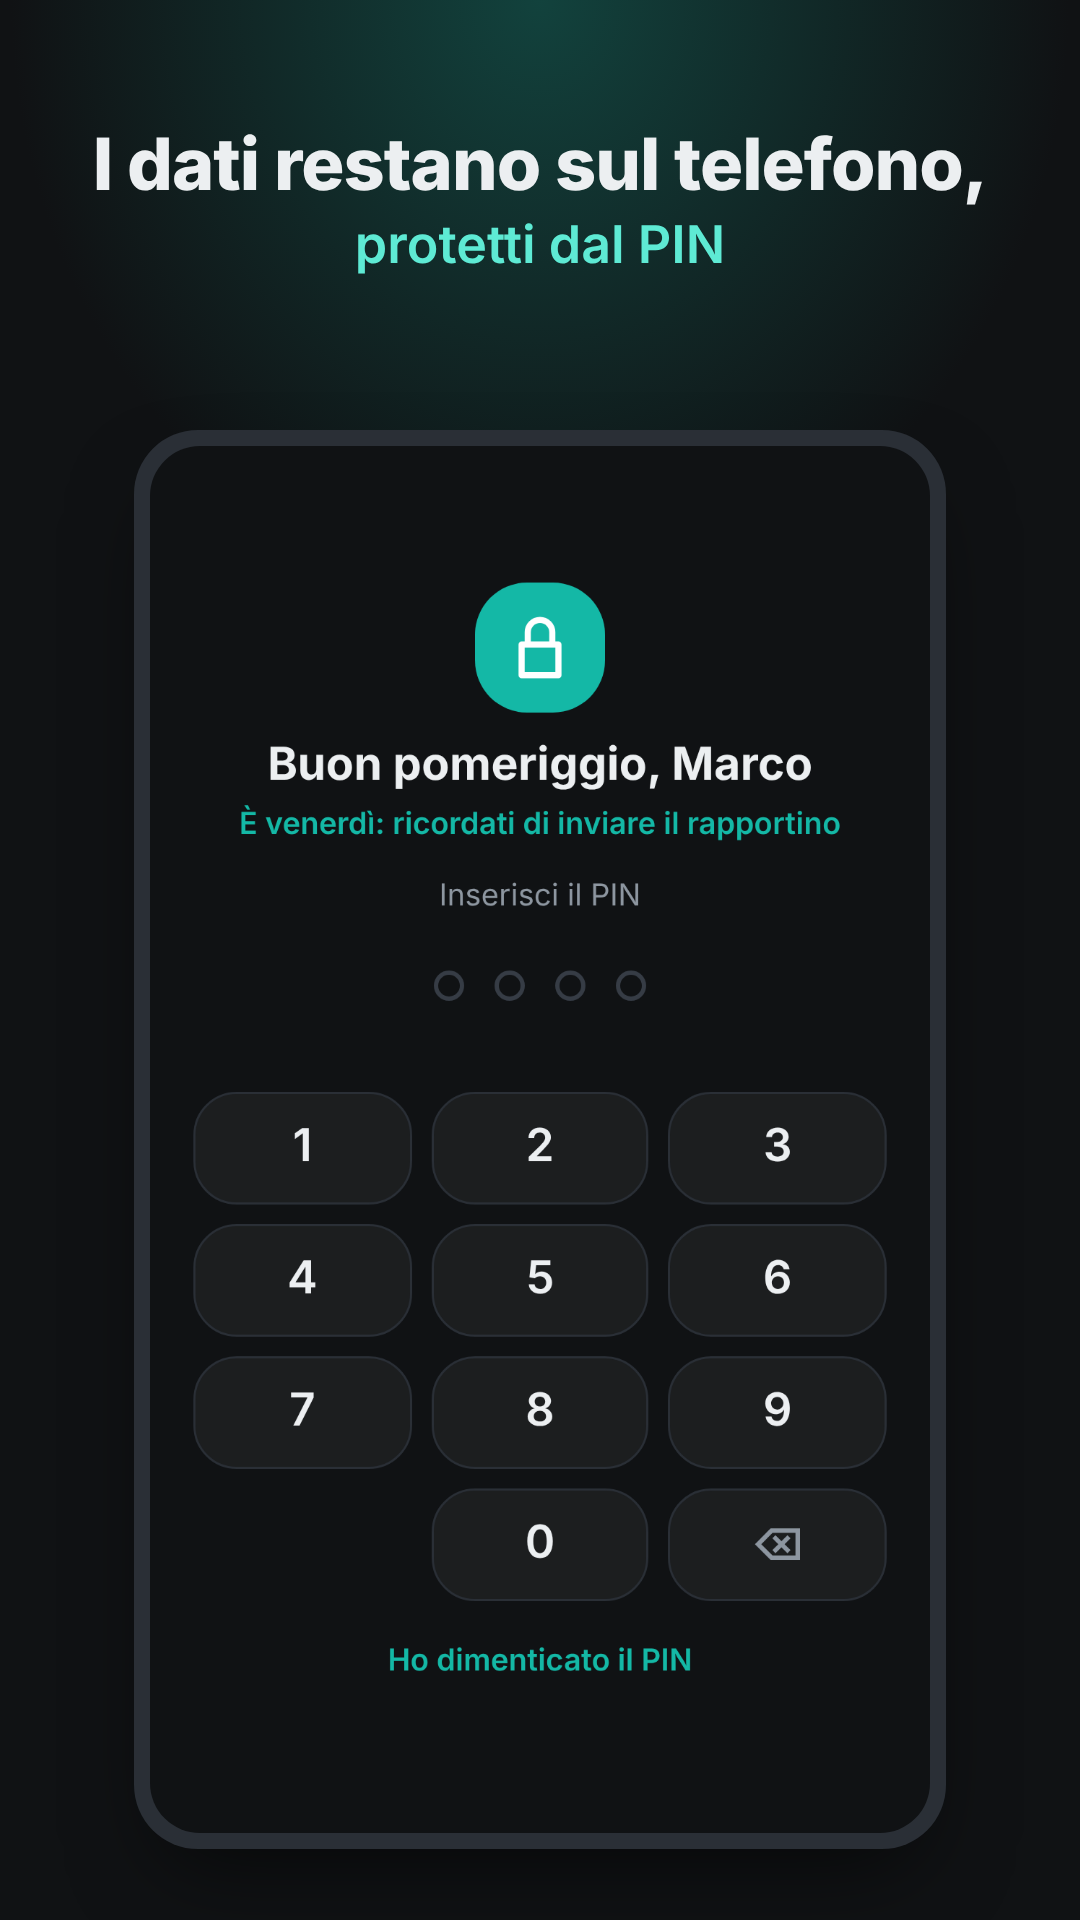 I dati restano sul telefono,
protetti dal PIN
Buon pomeriggio, Marco
È venerdì: ricordati di inviare il rapportino
Inserisci il PIN
1 2 3
4 5 6
7 8 9
0
Ho dimenticato il PIN